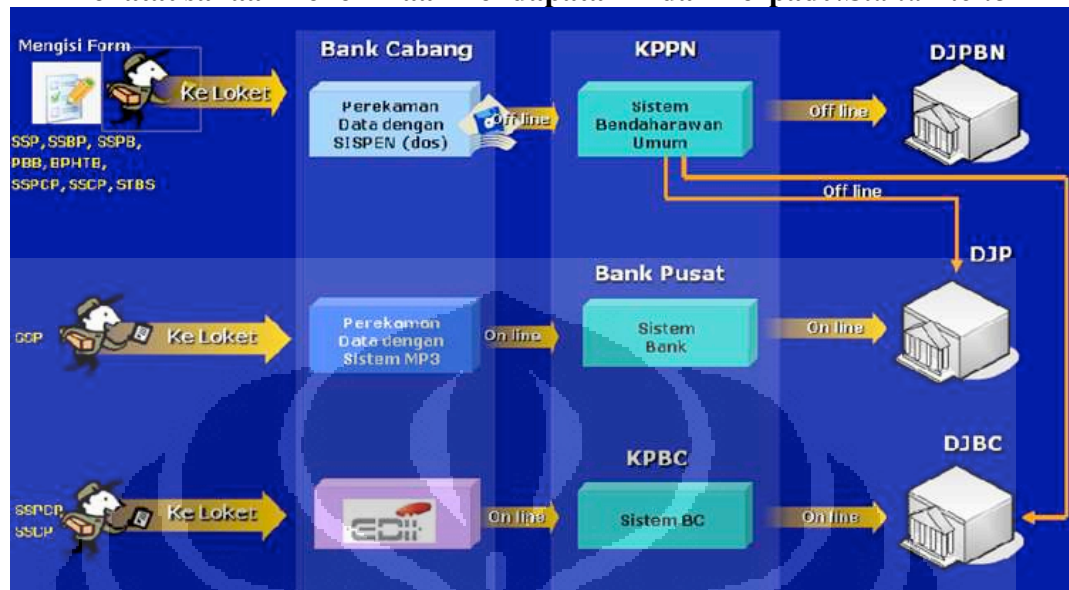 Mengisi Form
Bank Cabang
KPPN
DJPBN
Ke Loket
Perekaman
Data dengan
SISPEN (dos)
Off line
Sistem
Bendaharawan
Umum
Off line
SSP, SSBP, SSPB,
PBB, BPHTB,
SSPCP, SSCP, STBS
Off line
DJP
Bank Pusat
SSP
Ke Loket
Perekaman
Data dengan
Sistem MP3
On line
Sistem
Bank
On line
DJBC
KPBC
SSPCP
SSCP
Ke Loket
EDII
On line
Sistem BC
On line